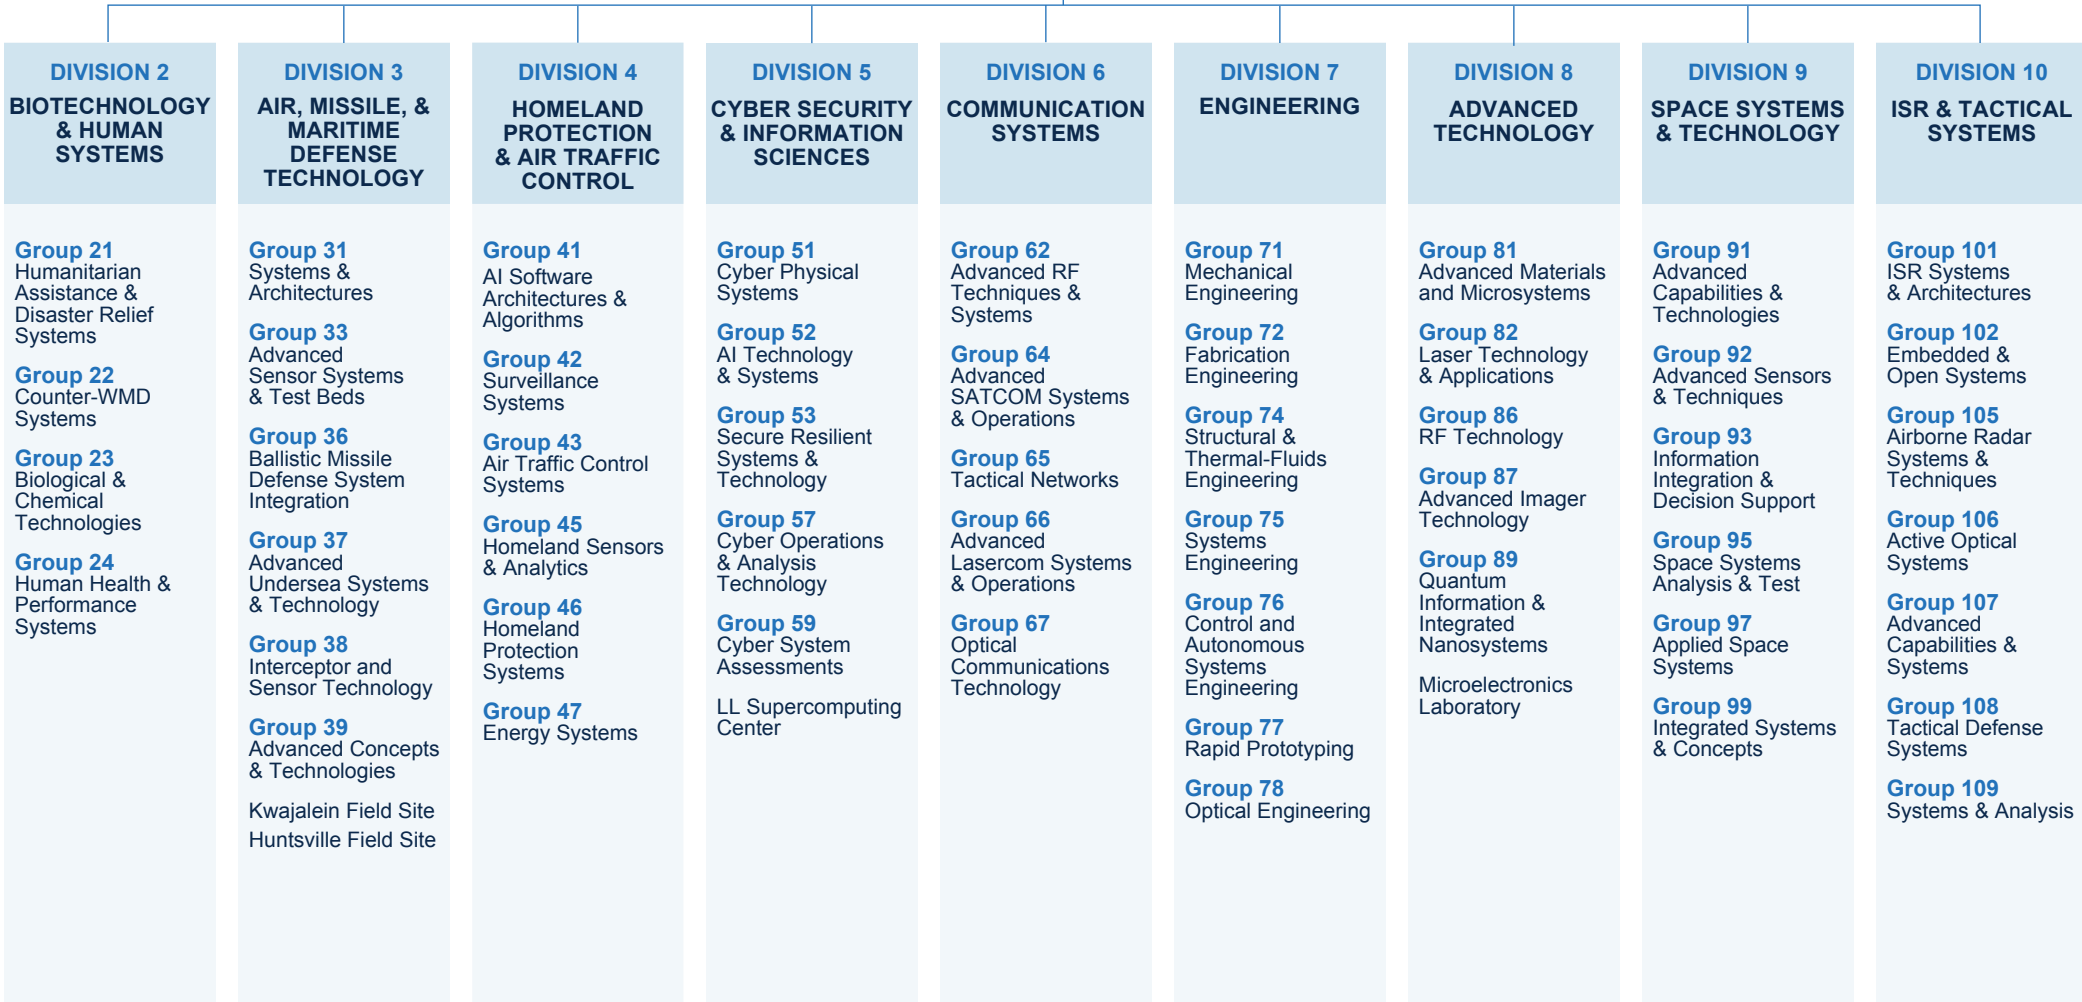 DIVISION 2
BIOTECHNOLOGY
& HUMAN
SYSTEMS
Group 21
Humanitarian
Assistance &
Disaster Relief
Systems
Group 22
Counter-WMD
Systems
Group 23
Biological &
Chemical
Technologies
Group 24
Human Health &
Performance
Systems
DIVISION 3
AIR, MISSILE, &
MARITIME
DEFENSE
TECHNOLOGY
Group 31
Systems &
Architectures
Group 33
Advanced
Sensor Systems
& Test Beds
Group 36
Ballistic Missile
Defense System
Integration
Group 37
Advanced
Undersea Systems
& Technology
Group 38
Interceptor and
Sensor Technology
Group 39
Advanced Concepts
& Technologies
Kwajalein Field Site
Huntsville Field Site
DIVISION 4
HOMELAND
PROTECTION
& AIR TRAFFIC
CONTROL
Group 41
AI Software
Architectures &
Algorithms
Group 42
Surveillance
Systems
Group 43
Air Traffic Control
Systems
Group 45
Homeland Sensors
& Analytics
Group 46
Homeland
Protection
Systems
Group 47
Energy Systems
DIVISION 5
CYBER SECURITY
& INFORMATION
SCIENCES
Group 51
Cyber Physical
Systems
Group 52
AI Technology
& Systems
Group 53
Secure Resilient
Systems &
Technology
Group 57
Cyber Operations
& Analysis
Technology
Group 59
Cyber System
Assessments
LL Supercomputing
Center
DIVISION 6
COMMUNICATION
SYSTEMS
Group 62
Advanced RF
Techniques &
Systems
Group 64
Advanced
SATCOM Systems
& Operations
Group 65
Tactical Networks
Group 66
Advanced
Lasercom Systems
& Operations
Group 67
Optical
Communications
Technology
DIVISION 7
ENGINEERING
Group 71
Mechanical
Engineering
Group 72
Fabrication
Engineering
Group 74
Structural &
Thermal-Fluids
Engineering
Group 75
Systems
Engineering
Group 76
Control and
Autonomous
Systems
Engineering
Group 77
Rapid Prototyping
Group 78
Optical Engineering
DIVISION 8
ADVANCED
TECHNOLOGY
Group 81
Advanced Materials
and Microsystems
Group 82
Laser Technology
& Applications
Group 86
RF Technology
Group 87
Advanced Imager
Technology
Group 89
Quantum
Information &
Integrated
Nanosystems
Microelectronics
Laboratory
DIVISION 9
SPACE SYSTEMS
& TECHNOLOGY
Group 91
Advanced
Capabilities &
Technologies
Group 92
Advanced Sensors
& Techniques
Group 93
Information
Integration &
Decision Support
Group 95
Space Systems
Analysis & Test
Group 97
Applied Space
Systems
Group 99
Integrated Systems
& Concepts
DIVISION 10
ISR & TACTICAL
SYSTEMS
Group 101
ISR Systems
& Architectures
Group 102
Embedded &
Open Systems
Group 105
Airborne Radar
Systems &
Techniques
Group 106
Active Optical
Systems
Group 107
Advanced
Capabilities &
Systems
Group 108
Tactical Defense
Systems
Group 109
Systems & Analysis